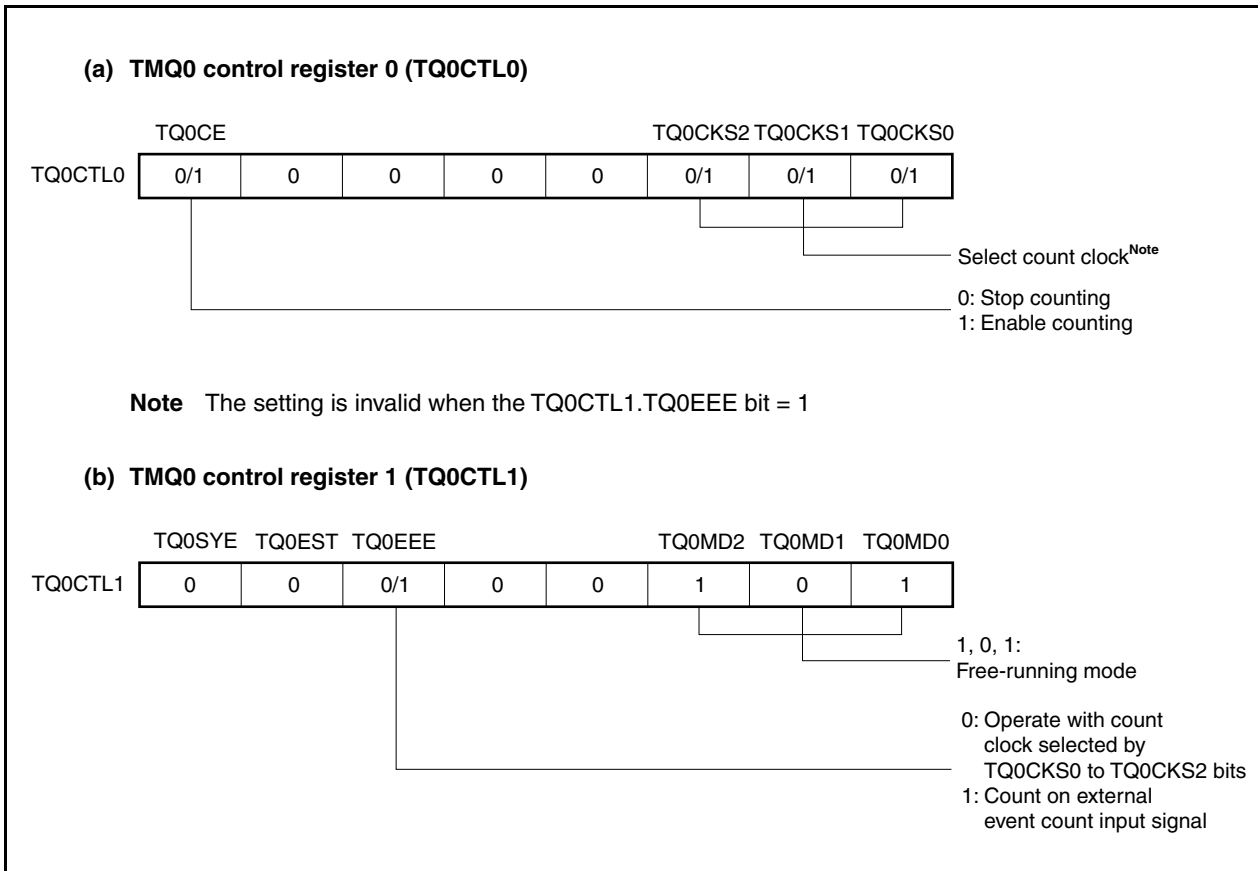 (a) TMQ0 control register 0 (TQ0CTL0)
TQ0CE TQ0CKS2 TQ0CKS1 TQ0CKS0
TQ0CTL0 0/1 0 0 0 0 0/1 0/1 0/1
Select count clockNote
0: Stop counting
1: Enable counting
Note The setting is invalid when the TQ0CTL1.TQ0EEE bit = 1
(b) TMQ0 control register 1 (TQ0CTL1)
TQ0SYE TQ0EST TQ0EEE TQ0MD2 TQ0MD1 TQ0MD0
TQ0CTL1 0 0 0/1 0 0 1 0 1
1, 0, 1:
Free-running mode
0: Operate with count
clock selected by
TQ0CKS0 to TQ0CKS2 bits
1: Count on external
event count input signal